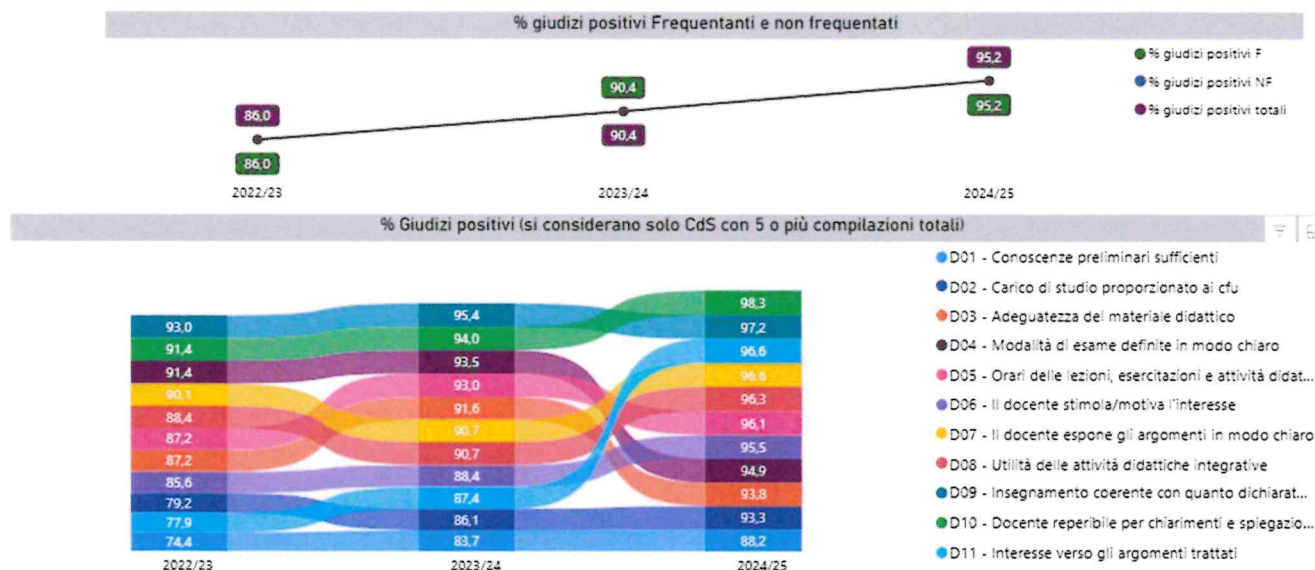 % giudizi positivi Frequentanti e non frequentati
% giudizi positivi F
% giudizi positivi NF
% giudizi positivi totali
86,0
86,0
90,4
90,4
95,2
95,2
2022/23
2023/24
2024/25
% Giudizi positivi (si considerano solo CdS con 5 o più compilazioni totali)
93,0
91,4
91,4
90,1
88,4
87,2
87,2
85,6
79,2
77,9
74,4
2022/23
95,4
94,0
93,5
93,0
91,6
90,7
90,7
88,4
87,4
86,1
83,7
2023/24
98,3
97,2
96,6
96,6
96,3
96,1
95,5
94,9
93,8
93,3
88,2
2024/25
D01 - Conoscenze preliminari sufficienti
D02 - Carico di studio proporzionato ai cfu
D03 - Adeguatezza del materiale didattico
D04 - Modalità di esame definite in modo chiaro
D05 - Orari delle lezioni, esercitazioni e attività didat...
D06 - Il docente stimola/motiva l'interesse
D07 - Il docente espone gli argomenti in modo chiaro
D08 - Utilità delle attività didattiche integrative
D09 - Insegnamento coerente con quanto dichiarat...
D10 - Docente reperibile per chiarimenti e spiegazio...
D11 - Interesse verso gli argomenti trattati